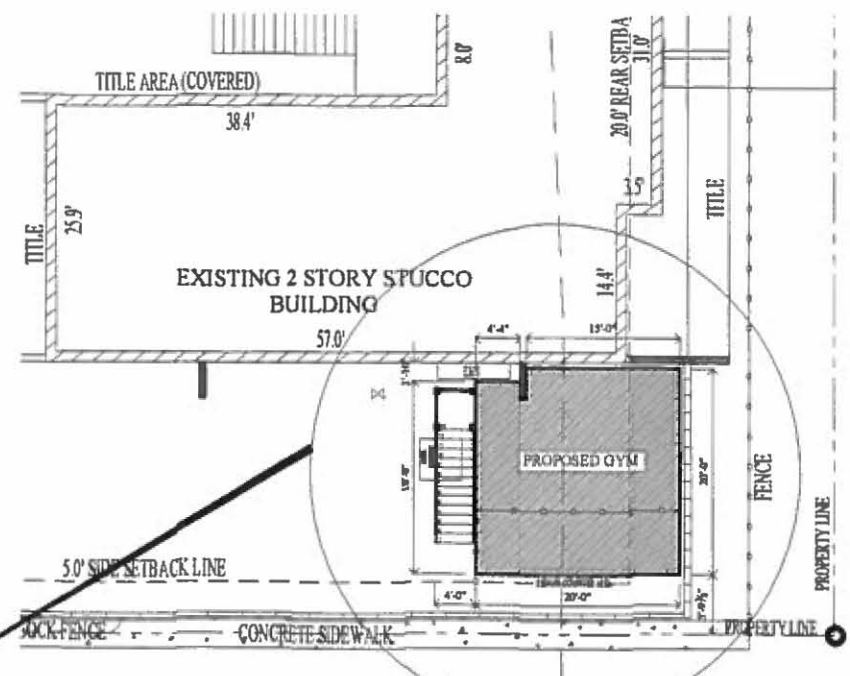 TITLE AREA (COVERED)
38.4'
8.0'
20.0' REAR SETBA
31.0'
3.5'
TITLE
TITLE
25.9'
14.4'
EXISTING 2 STORY STUCCO
BUILDING
57.0'
4'-4"
15'-0"
PROPOSED GYM
20'-0"
FENCE
PROPERTY LINE
5.0' SIDE SETBACK LINE
4'-0"
20'-0"
OCK FENCE
CONCRETE SIDEWALK
PROPERTY LINE